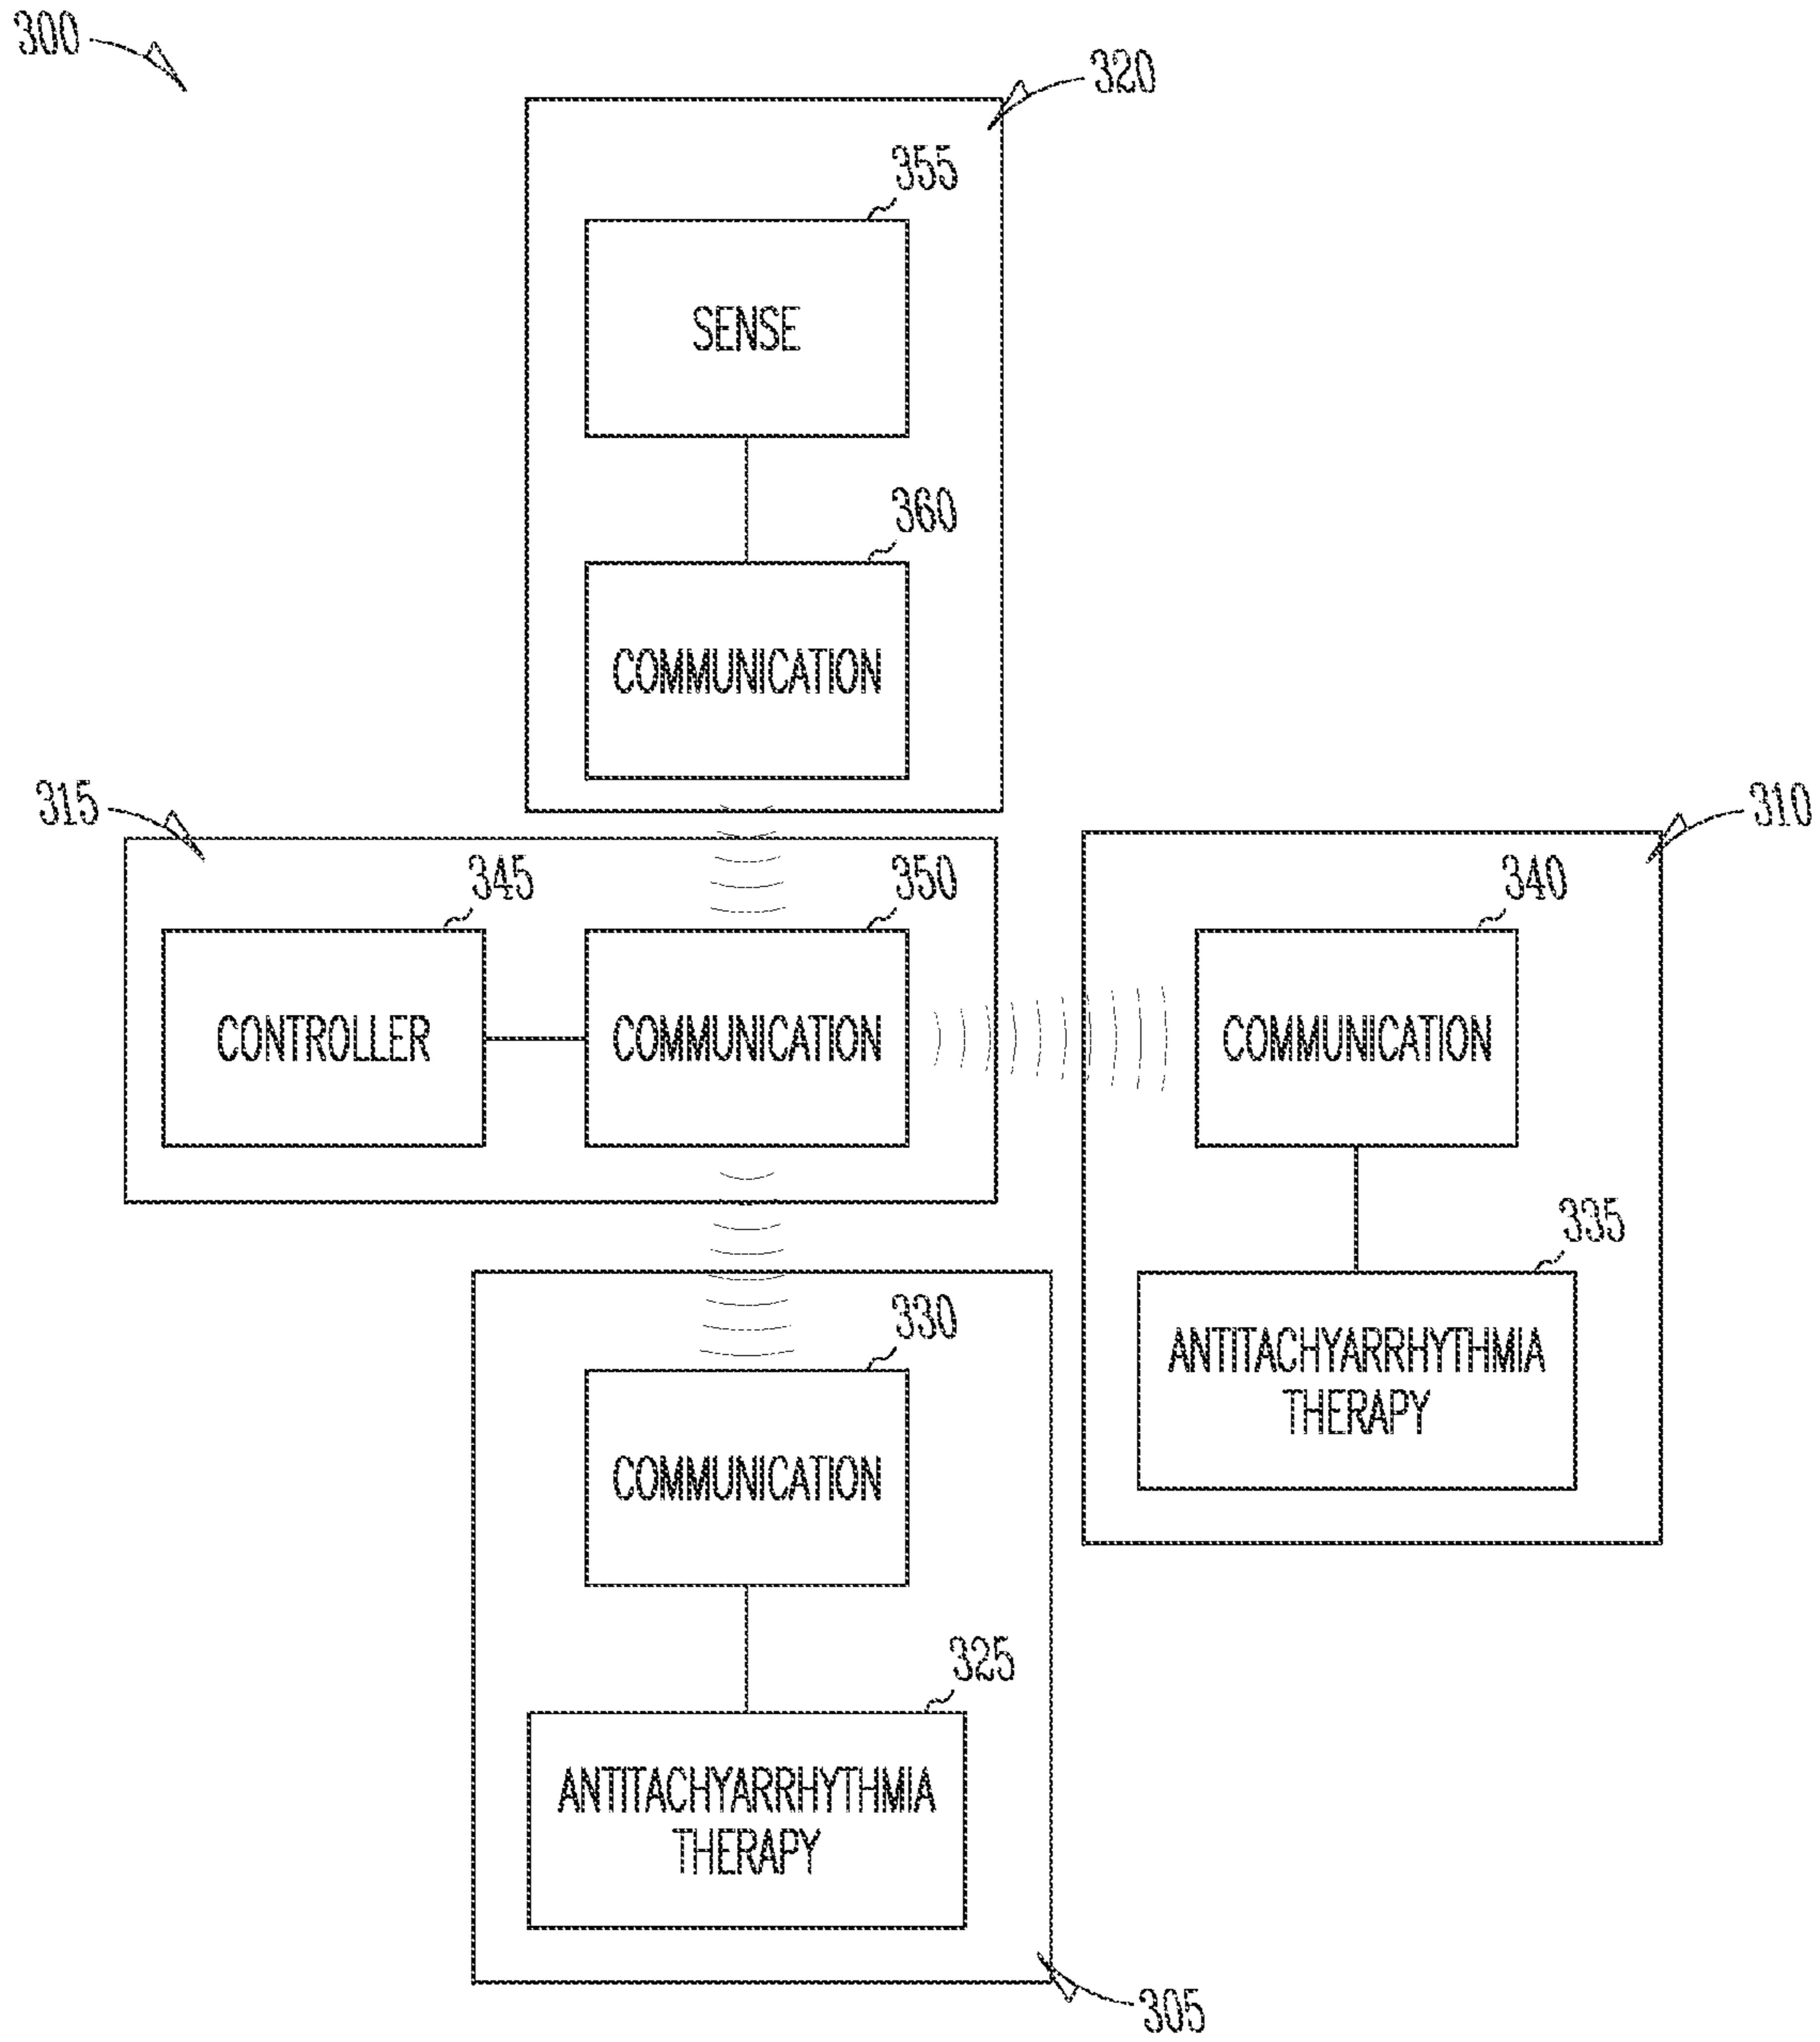 300
320
355
SENSE
360
COMMUNICATION
315
310
345
350
340
CONTROLLER
COMMUNICATION
COMMUNICATION
335
330
ANTITACHYARRHYTHMIA
THERAPY
COMMUNICATION
325
ANTITACHYARRHYTHMIA
THERAPY
305